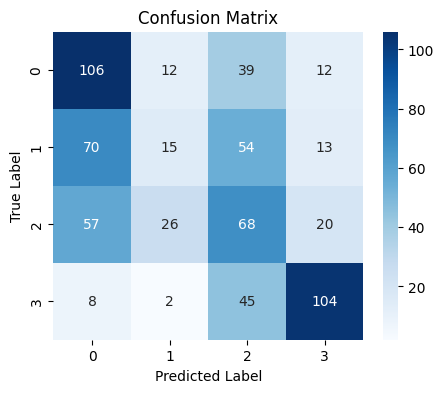 Confusion Matrix
True Label
0 106 12 39 12
1 70 15 54 13
2 57 26 68 20
3 8 2 45 104
0 1 2 3
Predicted Label
100
80
60
40
20